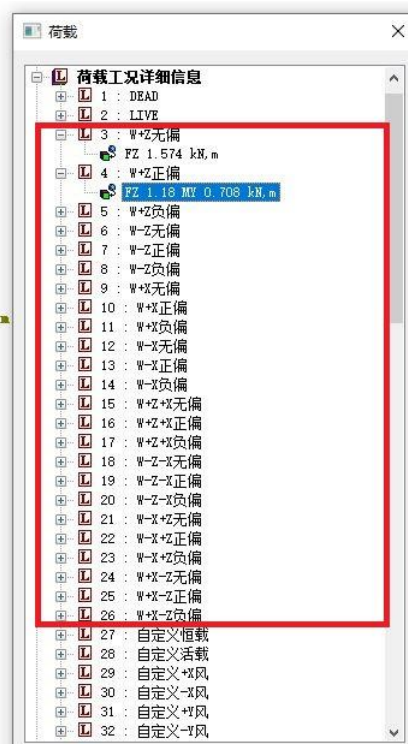 荷载
荷载工况详细信息
1 : DEAD
2 : LIVE
3 : W+Z无偏
FZ 1.574 kN,m
4 : W+Z正偏
FZ 1.18 MY 0.708 kN,m
5 : W+Z负偏
6 : W-Z无偏
7 : W-Z正偏
8 : W-Z负偏
9 : W+X无偏
10 : W+X正偏
11 : W+X负偏
12 : W-X无偏
13 : W-X正偏
14 : W-X负偏
15 : W+Z+X无偏
16 : W+Z+X正偏
17 : W+Z+X负偏
18 : W-Z-X无偏
19 : W-Z-X正偏
20 : W-Z-X负偏
21 : W-X+Z无偏
22 : W-X+Z正偏
23 : W-X+Z负偏
24 : W+X-Z无偏
25 : W+X-Z正偏
26 : W+X-Z负偏
27 : 自定义恒载
28 : 自定义活载
29 : 自定义+X风
30 : 自定义-X风
31 : 自定义+Y风
32 : 自定义-Y风